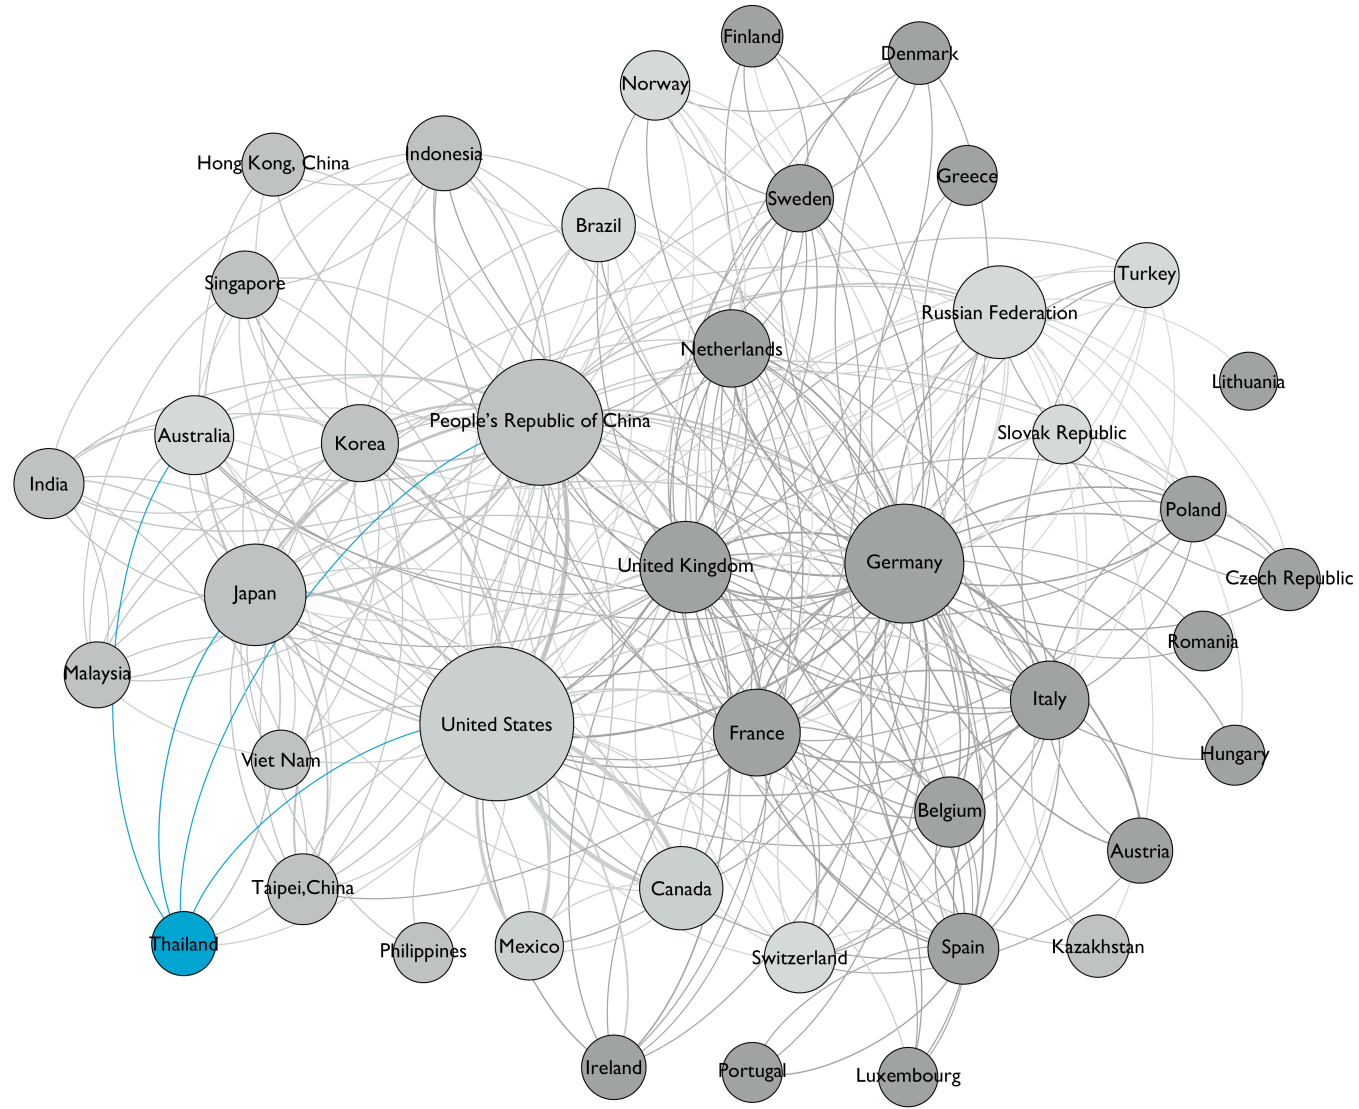 Finland
Denmark
Norway
Hong Kong, China
Indonesia
Greece
Sweden
Brazil
Singapore
Turkey
Russian Federation
Netherlands
Lithuania
People's Republic of China
Australia
Korea
Slovak Republic
India
Poland
United Kingdom
Germany
Czech Republic
Japan
Romania
Malaysia
Italy
United States
France
Viet Nam
Hungary
Belgium
Austria
Taipei,China
Canada
Thailand
Philippines
Mexico
Switzerland
Spain
Kazakhstan
Ireland
Portugal
Luxembourg